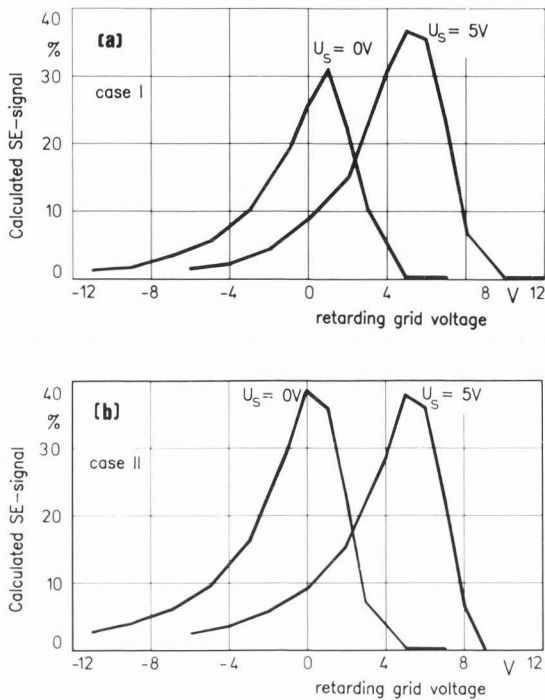 (a)
40
%
30
20
10
0
case I
Calculated SE-signal
U_S = 0V
U_S = 5V
-12
-8
-4
0
4
8
V
12
retarding grid voltage
(b)
40
%
30
20
10
0
case II
Calculated SE-signal
U_S = 0V
U_S = 5V
-12
-8
-4
0
4
8
V
12
retarding grid voltage